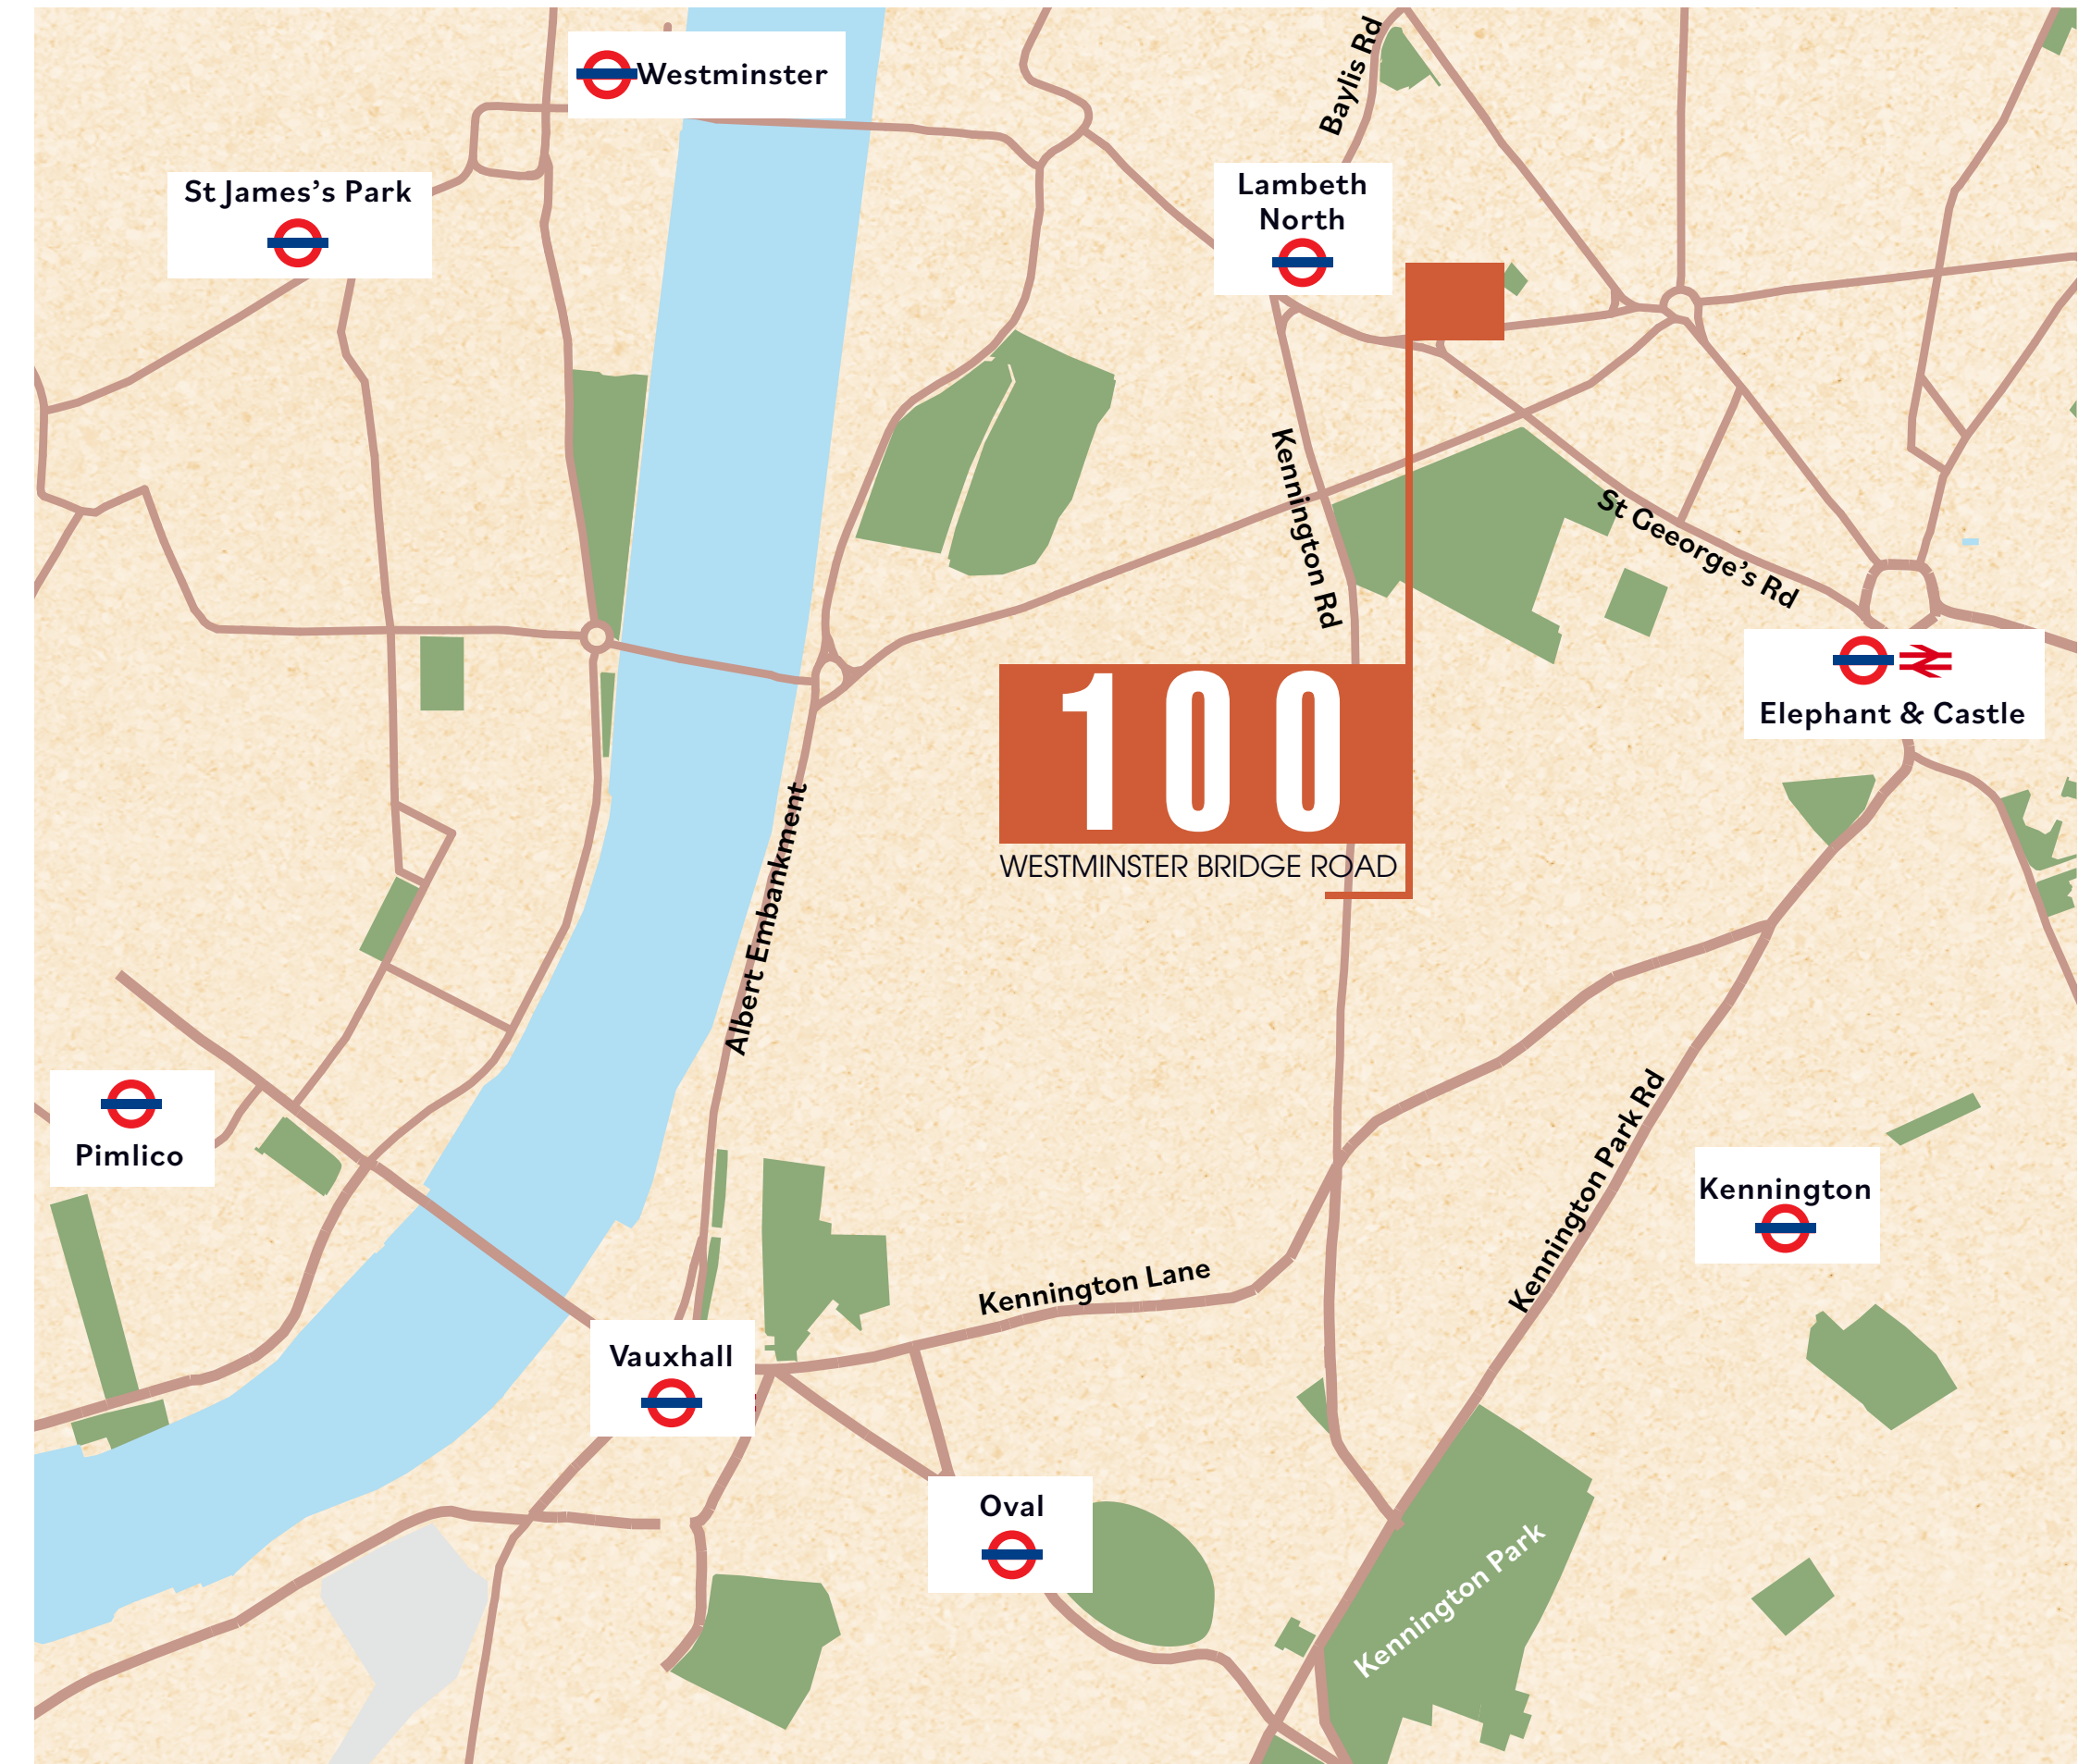 Westminster
Baylis Rd
St James’s Park
Lambeth
North
Kennington Rd
St Geeorge’s Rd
Elephant & Castle
100
WESTMINSTER BRIDGE ROAD
Albert Embankment
Pimlico
Kennington Park Rd
Kennington
Kennington Lane
Vauxhall
Oval
Kennington Park